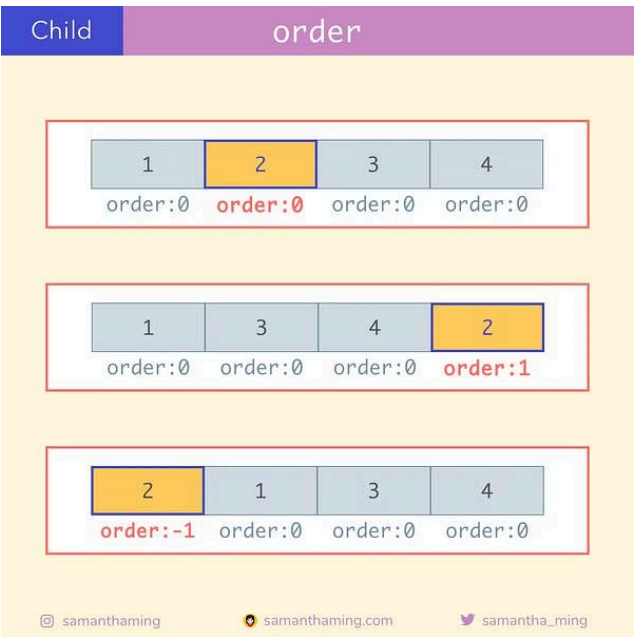 Child order
1 2 3 4
order:0 order:0 order:0 order:0
1 3 4 2
order:0 order:0 order:0 order:1
2 1 3 4
order:-1 order:0 order:0 order:0
samanthaming samanthaming.com samantha_ming